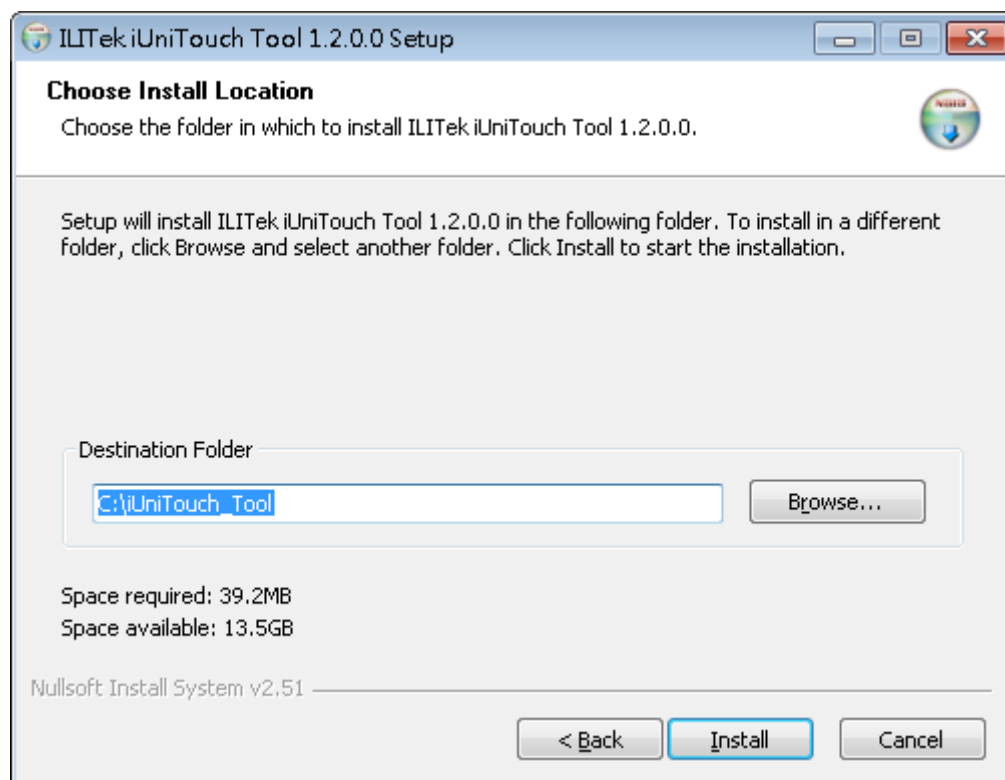 ILITek iUniTouch Tool 1.2.0.0 Setup
Choose Install Location
Choose the folder in which to install ILITek iUniTouch Tool 1.2.0.0.
Setup will install ILITek iUniTouch Tool 1.2.0.0 in the following folder. To install in a different
folder, click Browse and select another folder. Click Install to start the installation.
Destination Folder
C:\iUniTouch_Tool
Browse...
Space required: 39.2MB
Space available: 13.5GB
Nullsoft Install System v2.51
< Back
Install
Cancel